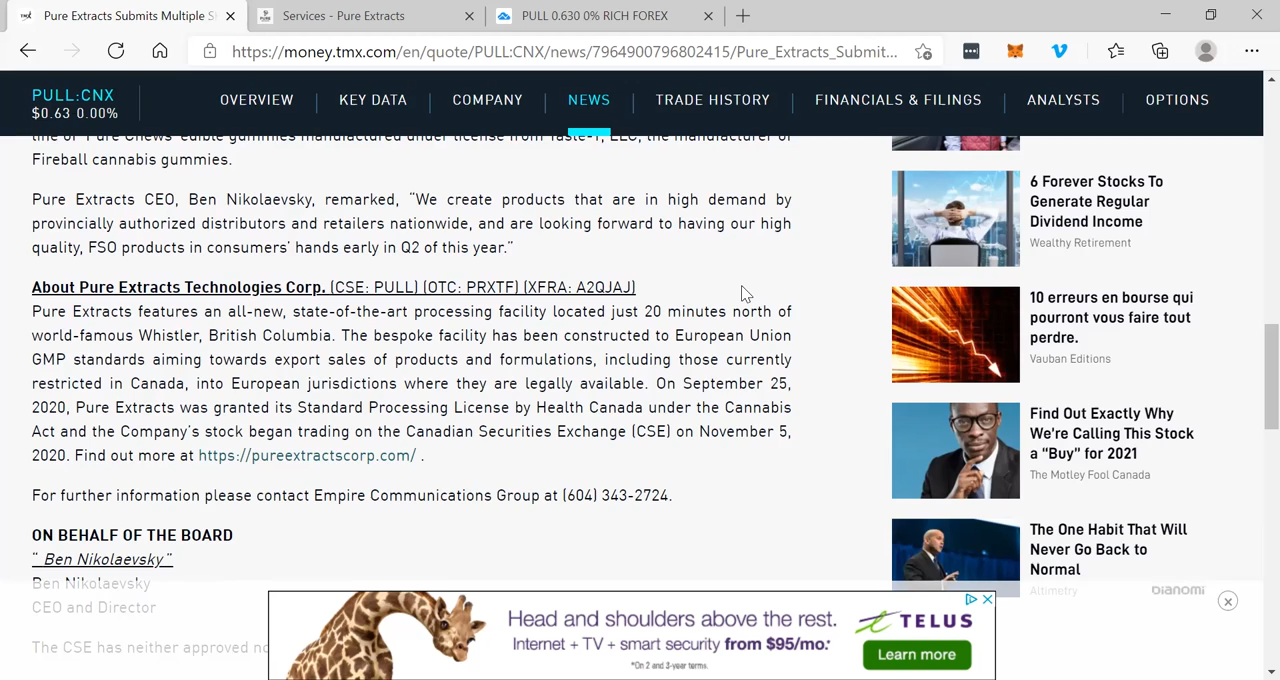 Pure Extracts Submits Multiple S
Services - Pure Extracts
PULL 0.630 0% RICH FOREX
https://money.tmx.com/en/quote/PULL:CNX/news/7964900796802415/Pure_Extracts_Submit...
PULL:CNX
$0.63 0.00%
OVERVIEW
KEY DATA
COMPANY
NEWS
TRADE HISTORY
FINANCIALS & FILINGS
ANALYSTS
OPTIONS
line of 'Pure Chews' edible gummies manufactured under license from Taste-T, LLC, the manufacturer of
Fireball cannabis gummies.
Pure Extracts CEO, Ben Nikolaevsky, remarked, “We create products that are in high demand by
provincially authorized distributors and retailers nationwide, and are looking forward to having our high
quality, FSO products in consumers’ hands early in Q2 of this year.”
About Pure Extracts Technologies Corp. (CSE: PULL) (OTC: PRXTF) (XFRA: A2QJAJ)
Pure Extracts features an all-new, state-of-the-art processing facility located just 20 minutes north of
world-famous Whistler, British Columbia. The bespoke facility has been constructed to European Union
GMP standards aiming towards export sales of products and formulations, including those currently
restricted in Canada, into European jurisdictions where they are legally available. On September 25,
2020, Pure Extracts was granted its Standard Processing License by Health Canada under the Cannabis
Act and the Company’s stock began trading on the Canadian Securities Exchange (CSE) on November 5,
2020. Find out more at https://pureextractscorp.com/ .
For further information please contact Empire Communications Group at (604) 343-2724.
ON BEHALF OF THE BOARD
“ Ben Nikolaevsky ”
Ben Nikolaevsky
CEO and Director
The CSE has neither approved no
6 Forever Stocks To
Generate Regular
Dividend Income
Wealthy Retirement
10 erreurs en bourse qui
pourront vous faire tout
perdre.
Vauban Editions
Find Out Exactly Why
We're Calling This Stock
a “Buy” for 2021
The Motley Fool Canada
The One Habit That Will
Never Go Back to
Normal
Altimetry
bianomi
Head and shoulders above the rest.
Internet + TV + smart security from $95/mo.*
*On 2 and 3-year terms.
TELUS
Learn more